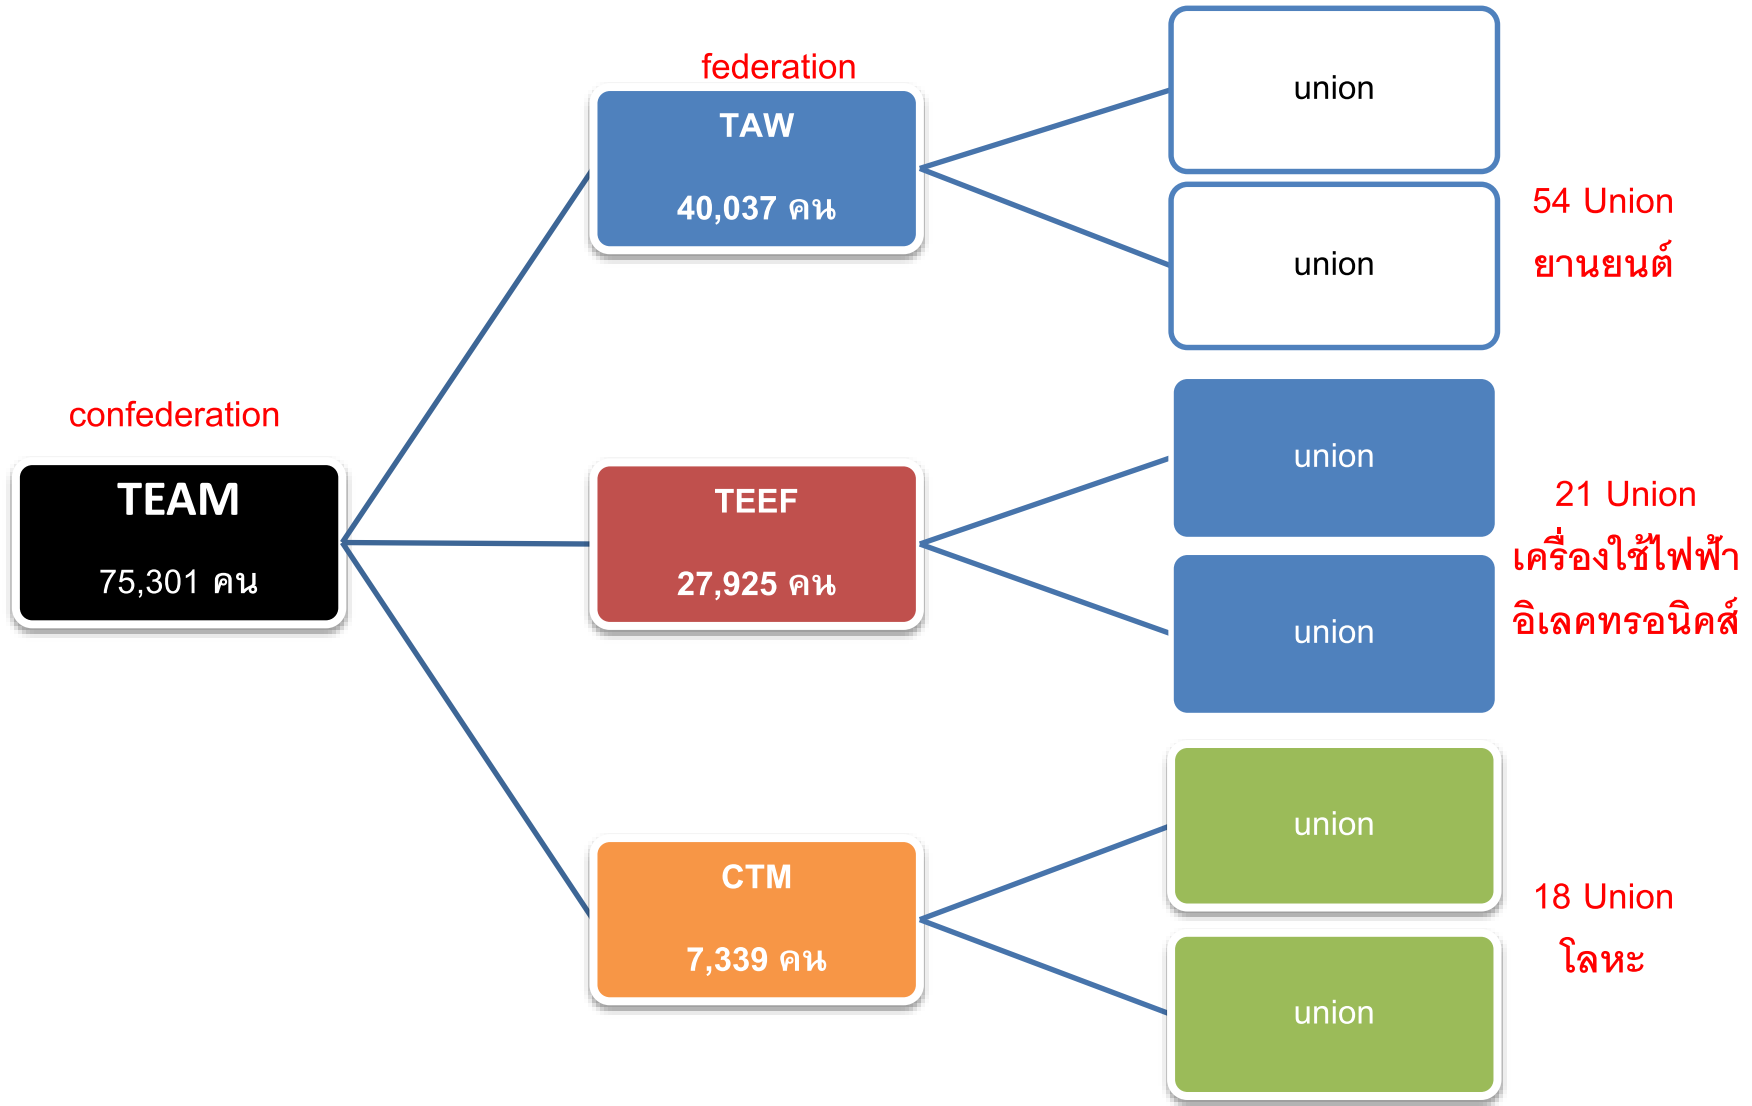 confederation
TEAM
75,301 คน
federation
TAW
40,037 คน
union
union
54 Union
ยานยนต์
TEEF
27,925 คน
union
union
21 Union
เครื่องใช้ไฟฟ้า
อิเลคทรอนิคส์
CTM
7,339 คน
union
union
18 Union
โลหะ